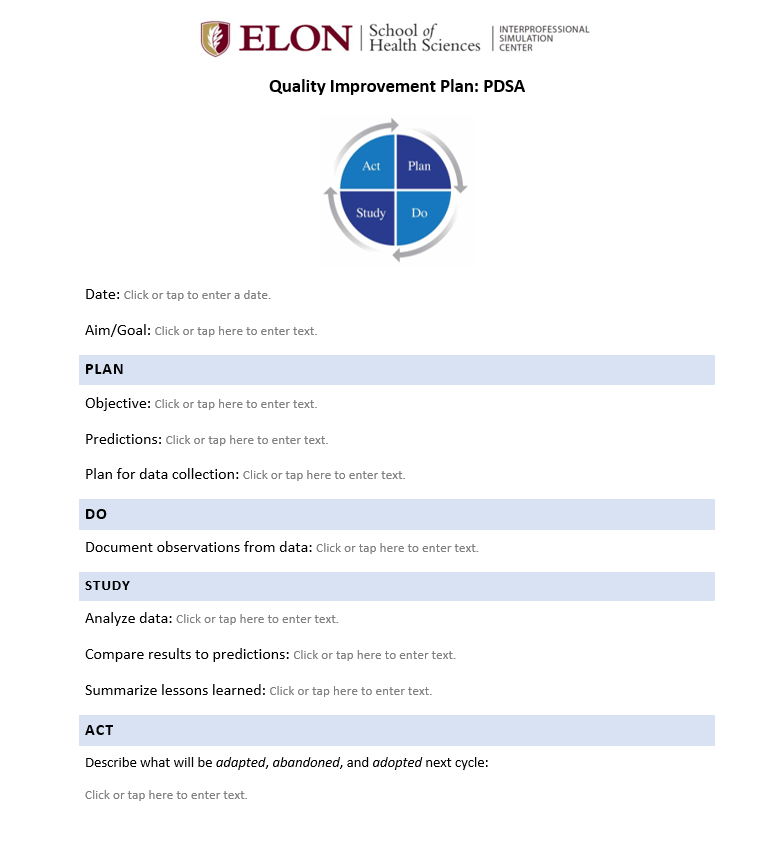 ELON
School of
Health Sciences
INTERPROFESSIONAL
SIMULATION
CENTER
Quality Improvement Plan: PDSA
Act
Plan
Study
Do
Date: Click or tap to enter a date.
Aim/Goal: Click or tap here to enter text.
PLAN
Objective: Click or tap here to enter text.
Predictions: Click or tap here to enter text.
Plan for data collection: Click or tap here to enter text.
DO
Document observations from data: Click or tap here to enter text.
STUDY
Analyze data: Click or tap here to enter text.
Compare results to predictions: Click or tap here to enter text.
Summarize lessons learned: Click or tap here to enter text.
ACT
Describe what will be adapted, abandoned, and adopted next cycle:
Click or tap here to enter text.